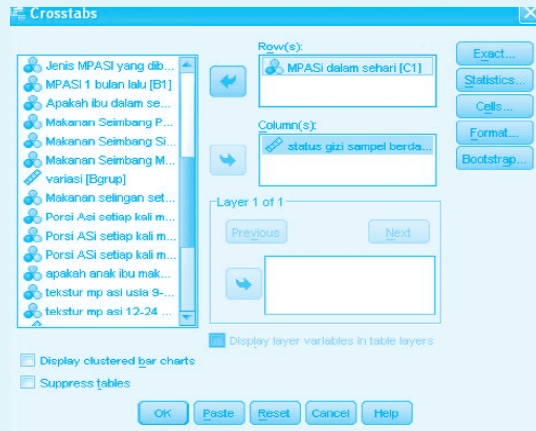 Crosstabs
Jenis MPASI yang dib...
MPASI 1 bulan lalu [B1]
Apakah ibu dalam se...
Makanan Seimbang P...
Makanan Seimbang Si...
Makanan Seimbang M...
variasi [Bgrup]
Makanan selingan set...
Porsi Asi setiap kali m...
Porsi ASi setiap kali m...
Porsi ASi setiap kali m...
apakah anak ibu mak...
tekstur mp asi usia 9-...
tekstur mp asi 12-24 ...
Row(s):
MPASi dalam sehari [C1]
Column(s):
status gizi sampel berda...
Layer 1 of 1
Previous
Next
Display layer variables in table layers
Exact...
Statistics...
Cells...
Format...
Bootstrap...
Display clustered bar charts
Suppress tables
OK
Paste
Reset
Cancel
Help